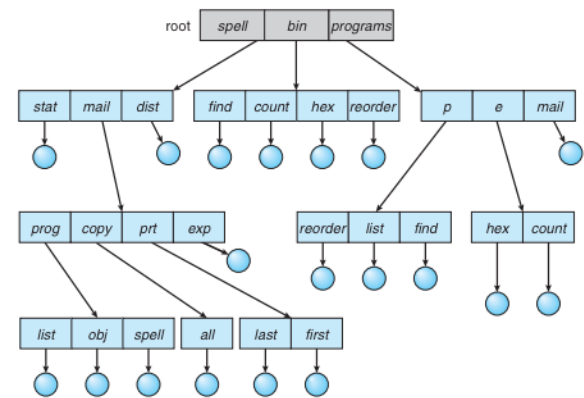 root spell bin programs
stat mail dist find count hex reorder p e mail
prog copy prt exp reorder list find hex count
list obj spell all last first